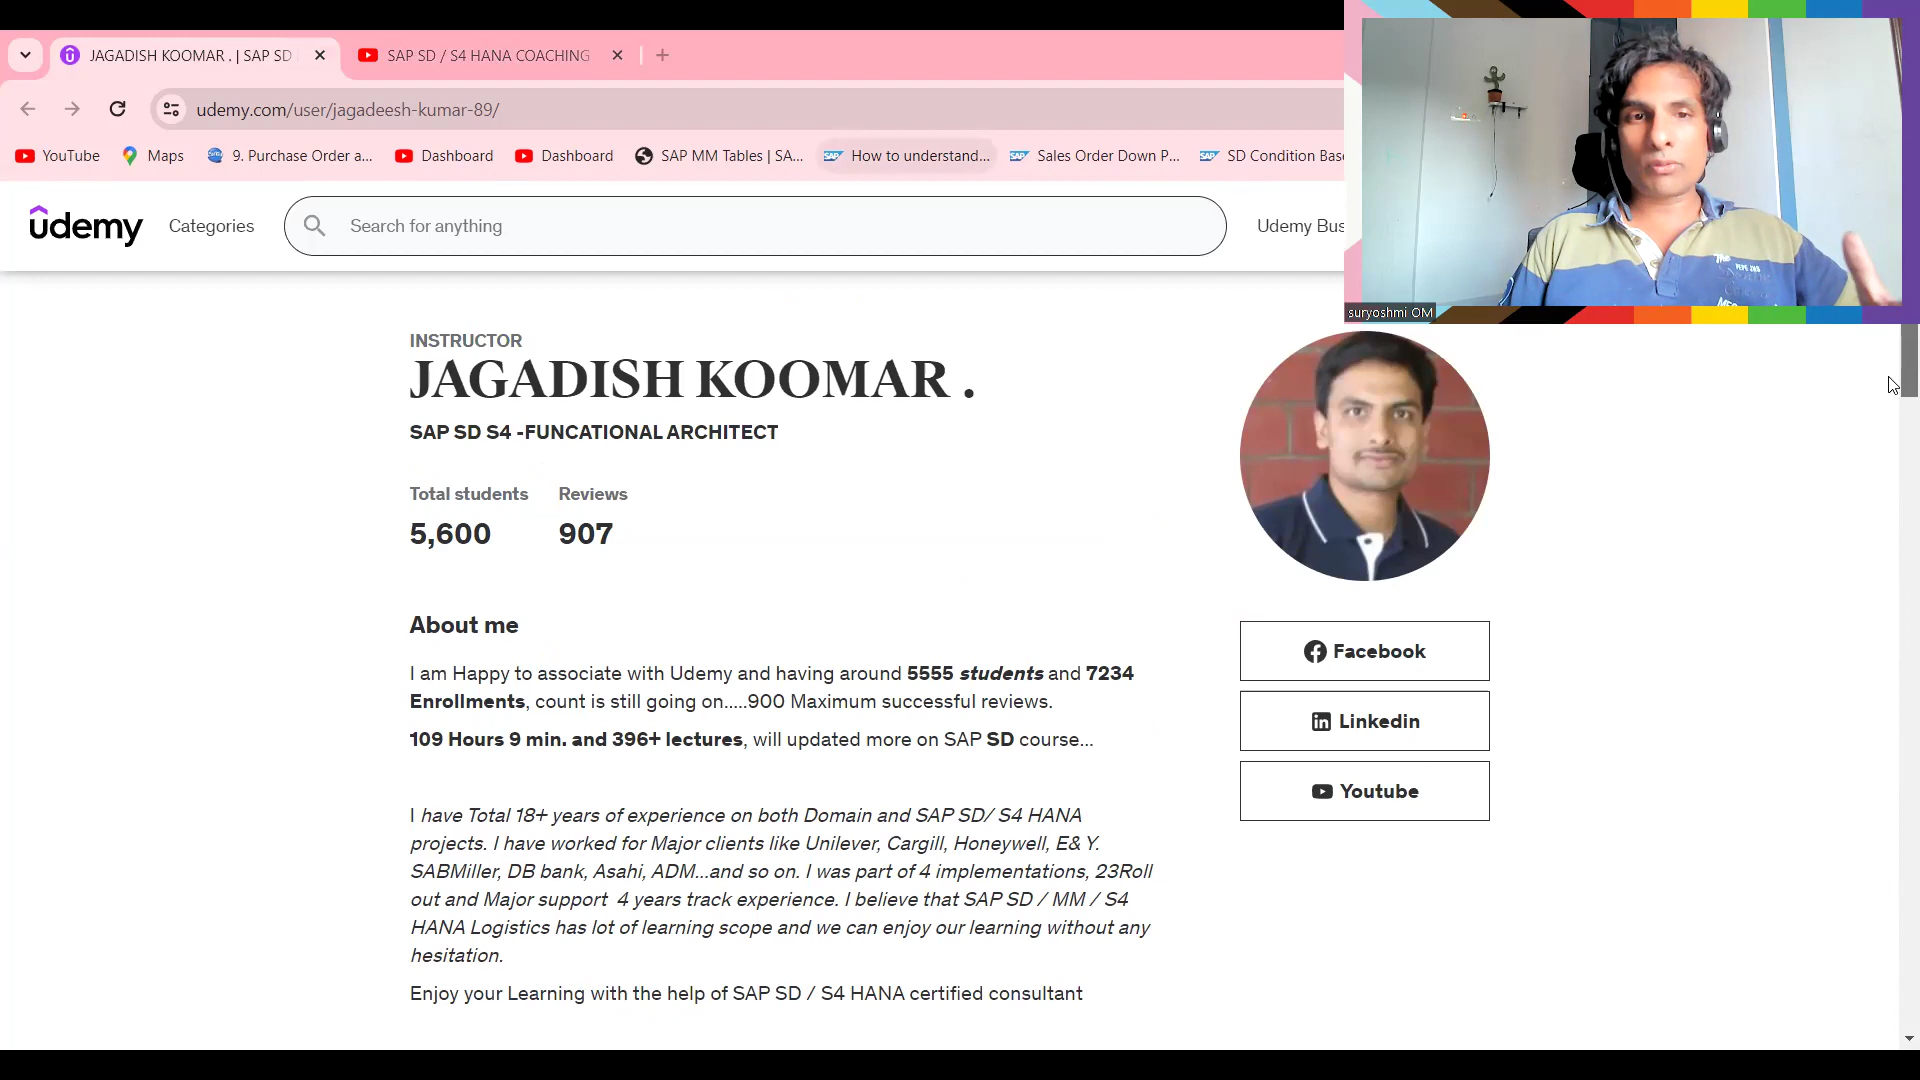 JAGADISH KOOMAR . | SAP SD
SAP SD / S4 HANA COACHING
udemy.com/user/jagadeesh-kumar-89/
YouTube
Maps
9. Purchase Order a...
Dashboard
Dashboard
SAP MM Tables | SA...
How to understand...
Sales Order Down P...
SD Condition Base
udemy
Categories
Search for anything
Udemy Bus
suryoshmi OM
INSTRUCTOR
JAGADISH KOOMAR .
SAP SD S4 -FUNCATIONAL ARCHITECT
Total students
Reviews
5,600
907
About me
I am Happy to associate with Udemy and having around 5555 students and 7234
Enrollments, count is still going on.....900 Maximum successful reviews.
109 Hours 9 min. and 396+ lectures, will updated more on SAP SD course...
I have Total 18+ years of experience on both Domain and SAP SD/ S4 HANA
projects. I have worked for Major clients like Unilever, Cargill, Honeywell, E& Y.
SABMiller, DB bank, Asahi, ADM...and so on. I was part of 4 implementations, 23Roll
out and Major support  4 years track experience. I believe that SAP SD / MM / S4
HANA Logistics has lot of learning scope and we can enjoy our learning without any
hesitation.
Enjoy your Learning with the help of SAP SD / S4 HANA certified consultant
Facebook
Linkedin
Youtube